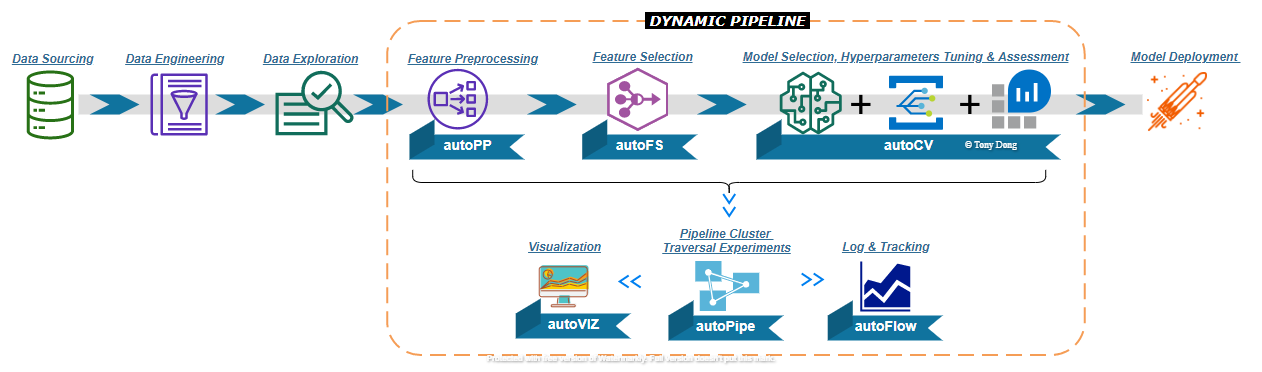 DYNAMIC PIPELINE
Data Sourcing
Data Engineering
Data Exploration
Feature Preprocessing
Feature Selection
Model Selection, Hyperparameters Tuning & Assessment
Model Deployment
autoPP
autoFS
autoCV
© Tony Dong
Visualization
Pipeline Cluster
Traversal Experiments
Log & Tracking
autoVIZ
autoPipe
autoFlow